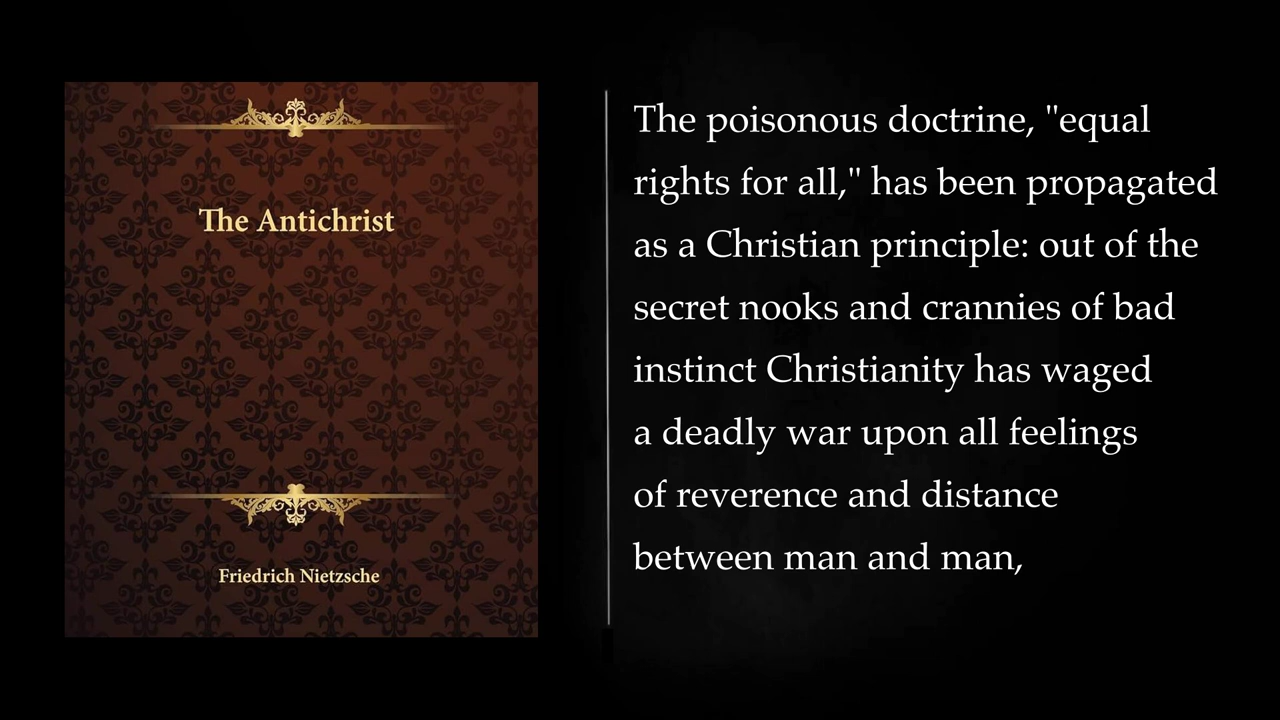 The Antichrist
Friedrich Nietzsche
The poisonous doctrine, "equal
rights for all," has been propagated
as a Christian principle: out of the
secret nooks and crannies of bad
instinct Christianity has waged
a deadly war upon all feelings
of reverence and distance
between man and man,